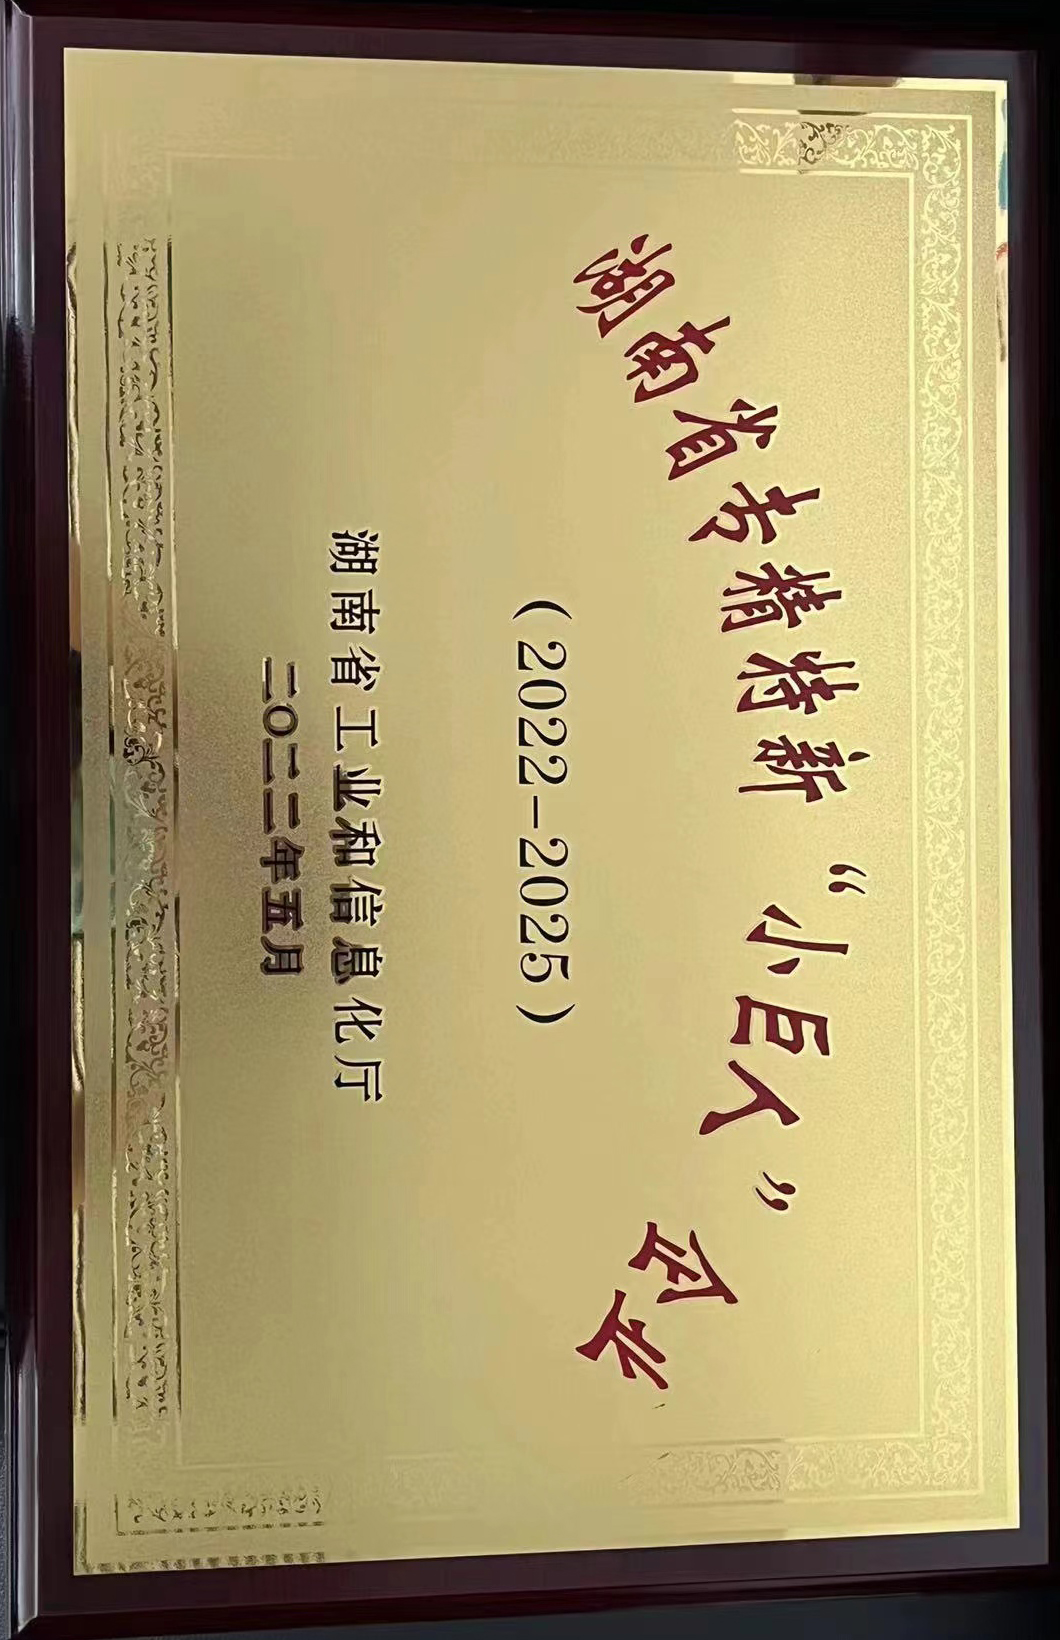 湖南省专精特新“小巨人”企业
(2022-2025)
湖南省工业和信息化厅
二〇二二年五月